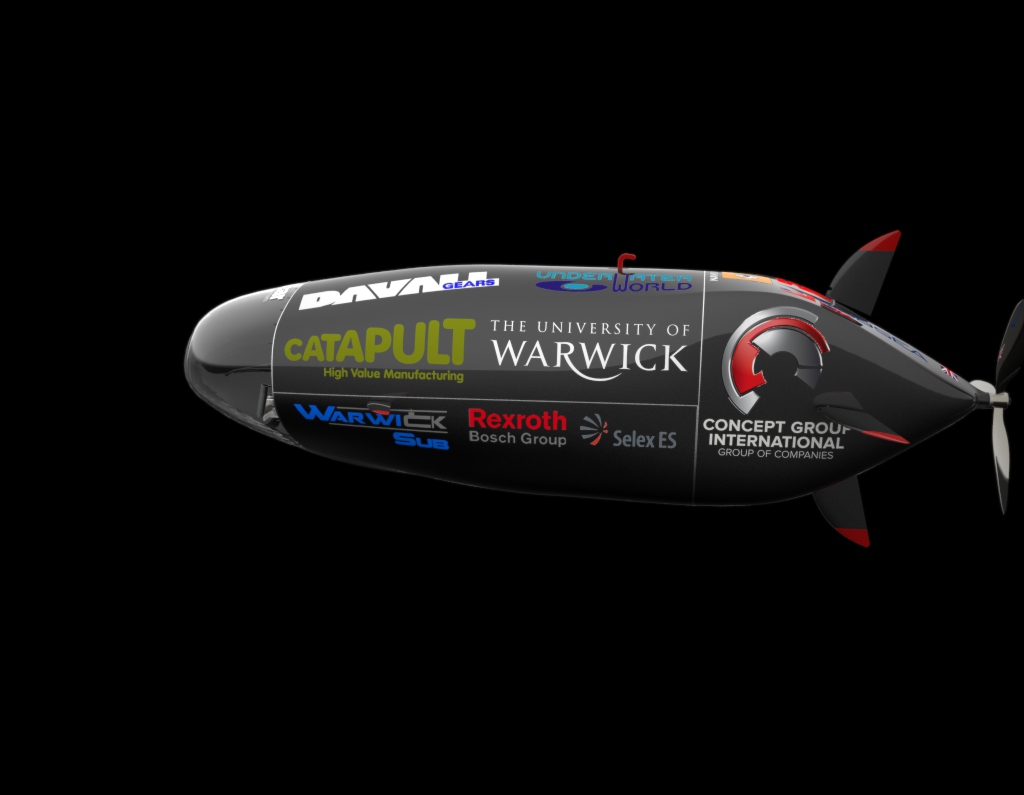 DAVALL
GEARS
UNDERWATER
WORLD
CATAPULT
High Value Manufacturing
THE UNIVERSITY OF
WARWICK
WARWICK
SUB
Rexroth
Bosch Group
Selex ES
CONCEPT GROUP
INTERNATIONAL
GROUP OF COMPANIES